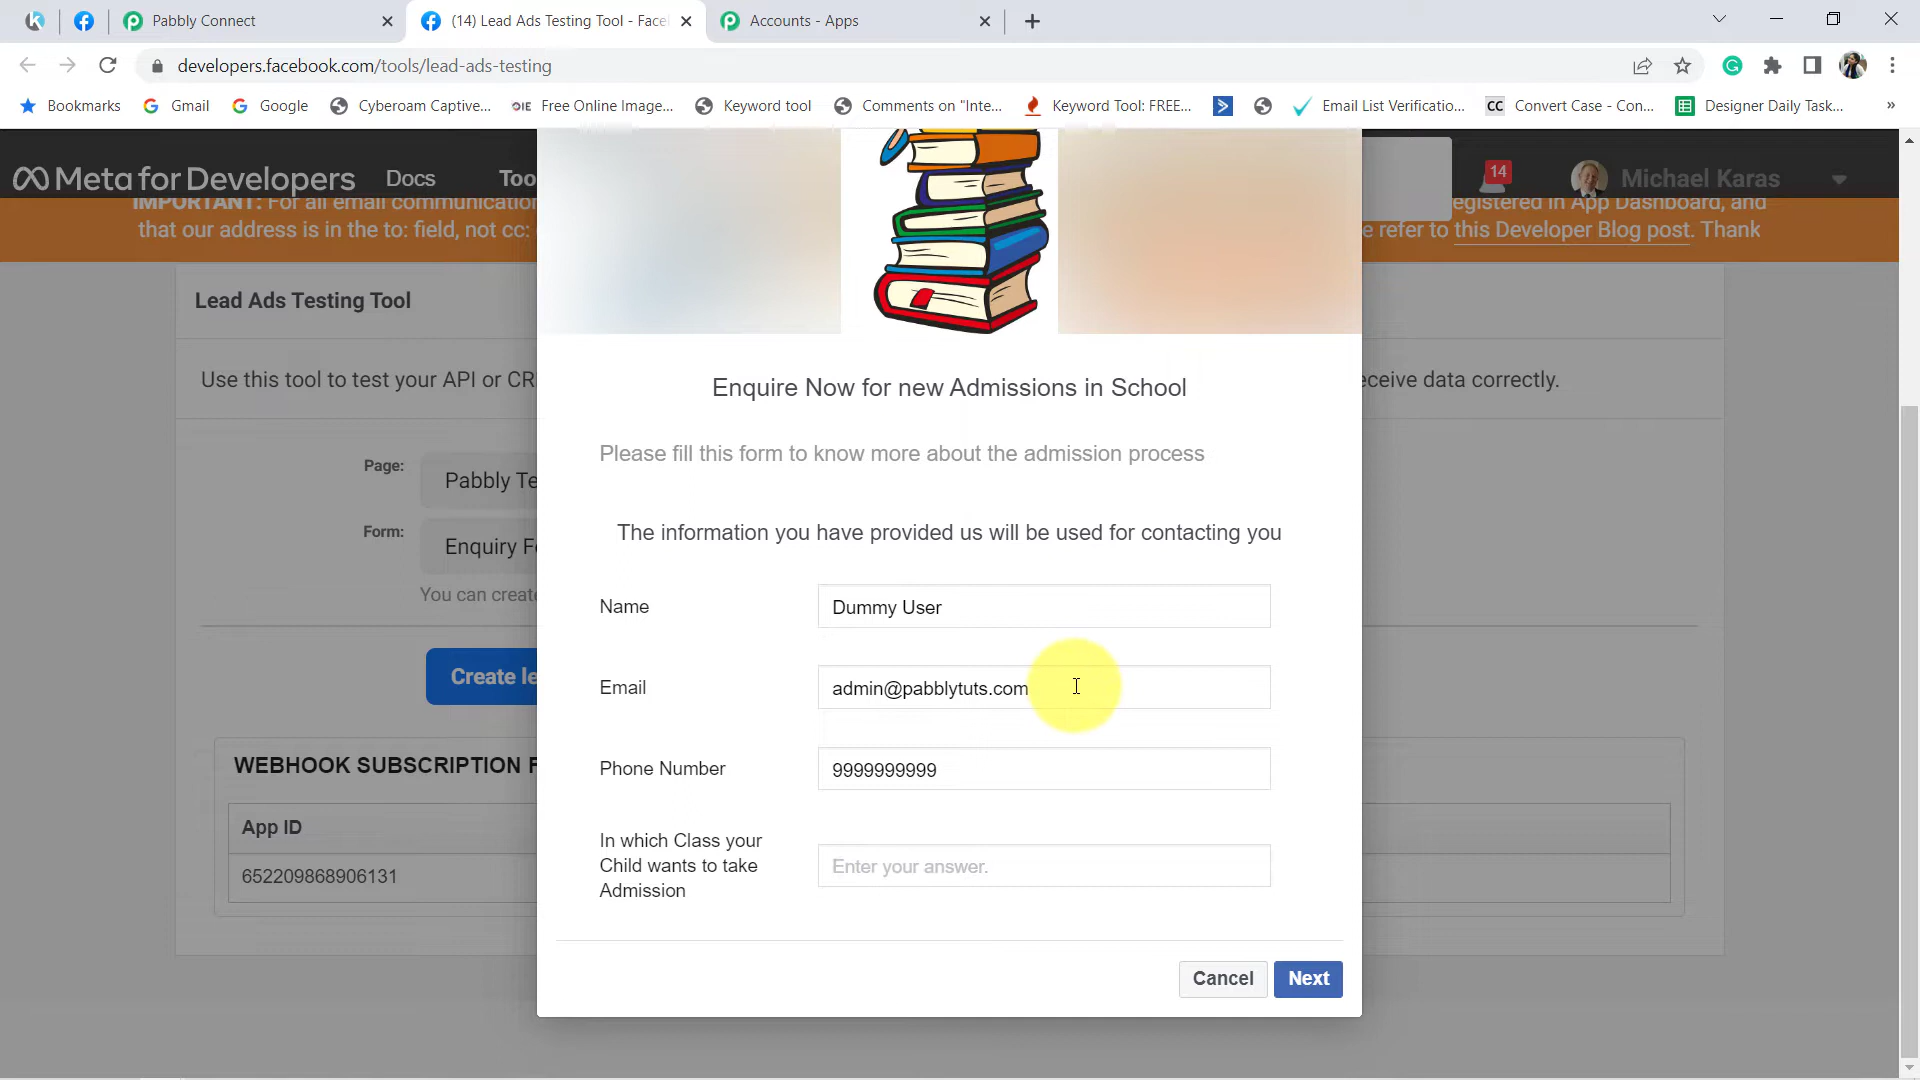 Pabbly Connect
(14) Lead Ads Testing Tool - Face
Accounts - Apps
developers.facebook.com/tools/lead-ads-testing
Bookmarks
Gmail
Google
Cyberoam Captive...
Free Online Image...
Keyword tool
Comments on "Inte...
Keyword Tool: FREE...
Email List Verificatio...
CC
Convert Case - Con...
Designer Daily Task...
»
Meta for Developers
Docs
Too
14
Michael Karas
IMPORTANT: For all email communication
egistered in App Dashboard, and
that our address is in the to: field, not cc:
e refer to this Developer Blog post. Thank
Lead Ads Testing Tool
Use this tool to test your API or CR
eceive data correctly.
Page:
Pabbly Te
Form:
Enquiry F
You can create
Create le
WEBHOOK SUBSCRIPTION F
App ID
652209868906131
Enquire Now for new Admissions in School
Please fill this form to know more about the admission process
The information you have provided us will be used for contacting you
Name
Dummy User
Email
admin@pabblytuts.com
Phone Number
9999999999
In which Class your
Child wants to take
Admission
Enter your answer.
Cancel
Next